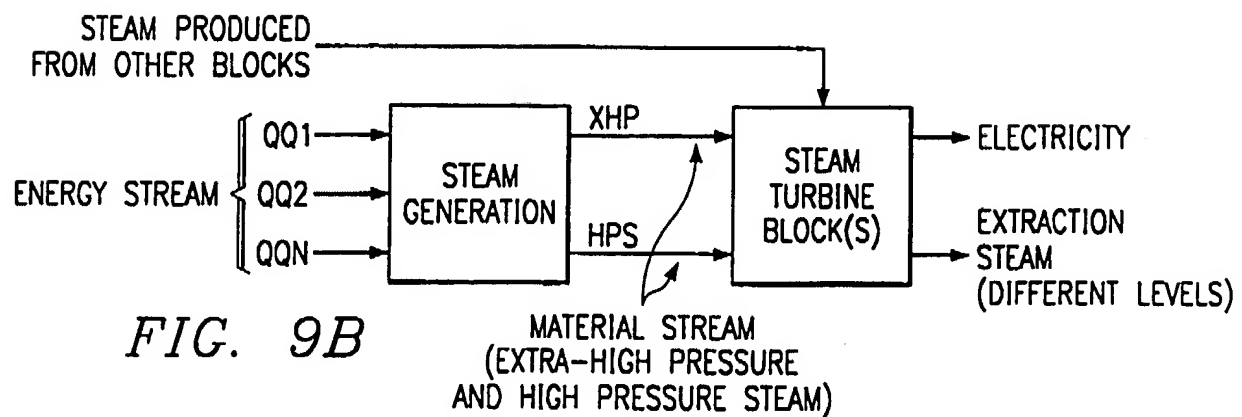 STEAM PRODUCED
FROM OTHER BLOCKS
ENERGY STREAM
QQ1
QQ2
QQN
STEAM
GENERATION
XHP
HPS
STEAM
TURBINE
BLOCK(S)
ELECTRICITY
EXTRACTION
STEAM
(DIFFERENT LEVELS)
MATERIAL STREAM
(EXTRA-HIGH PRESSURE
AND HIGH PRESSURE STEAM)
FIG. 9B